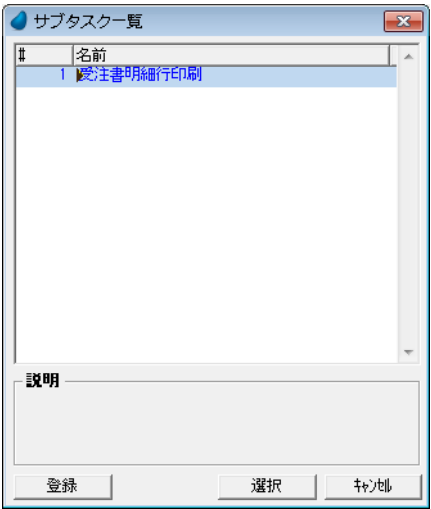 サブタスク一覧
# 名前
1 受注書明細行印刷
説明
登録 選択 ｷｬﾝｾﾙ